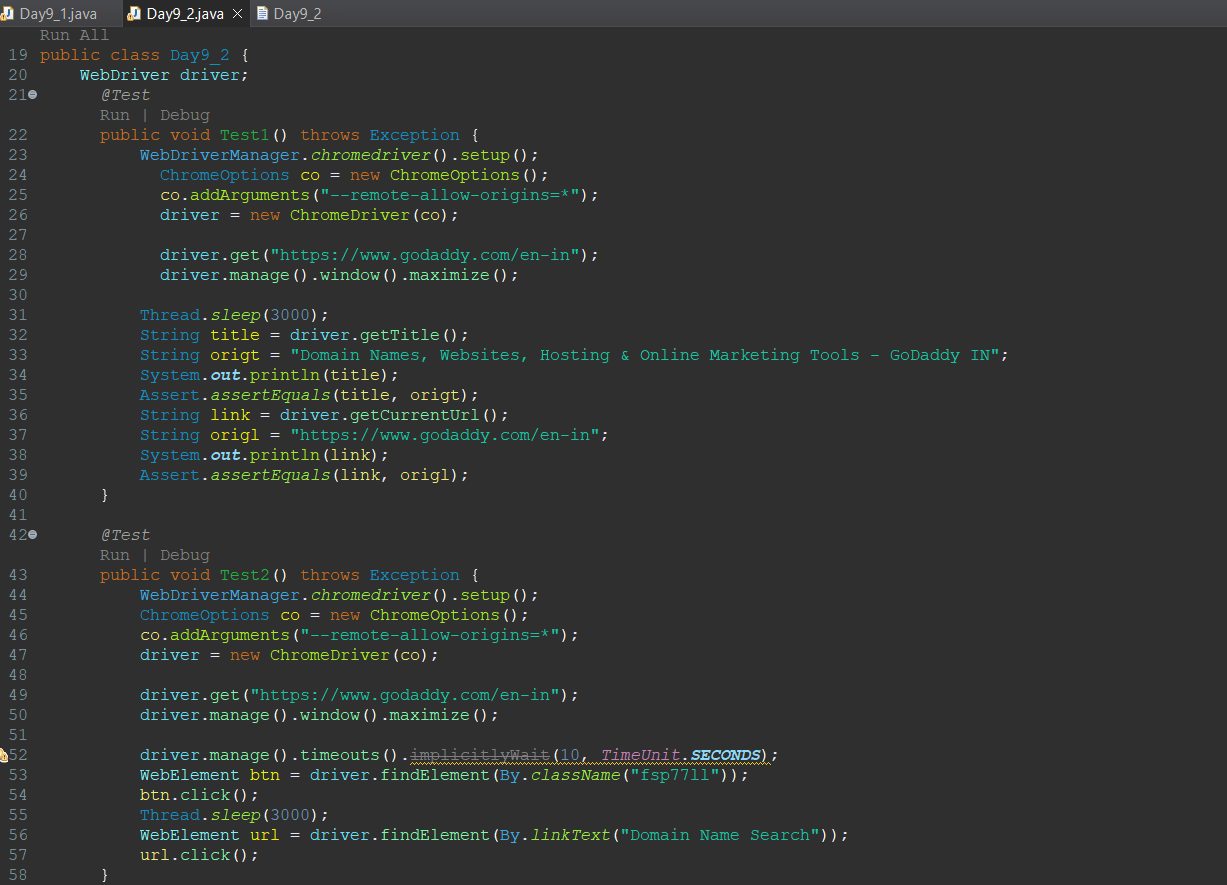 Day9_1.java  Day9_2.java  Day9_2
Run All
19 public class Day9_2 {
20     WebDriver driver;
21       @Test
      Run | Debug
22       public void Test1() throws Exception {
23           WebDriverManager.chromedriver().setup();
24             ChromeOptions co = new ChromeOptions();
25             co.addArguments("--remote-allow-origins=*");
26             driver = new ChromeDriver(co);
27
28             driver.get("https://www.godaddy.com/en-in");
29             driver.manage().window().maximize();
30
31           Thread.sleep(3000);
32           String title = driver.getTitle();
33           String origt = "Domain Names, Websites, Hosting & Online Marketing Tools - GoDaddy IN";
34           System.out.println(title);
35           Assert.assertEquals(title, origt);
36           String link = driver.getCurrentUrl();
37           String origl = "https://www.godaddy.com/en-in";
38           System.out.println(link);
39           Assert.assertEquals(link, origl);
40       }
41
42       @Test
      Run | Debug
43       public void Test2() throws Exception {
44           WebDriverManager.chromedriver().setup();
45           ChromeOptions co = new ChromeOptions();
46           co.addArguments("--remote-allow-origins=*");
47           driver = new ChromeDriver(co);
48
49           driver.get("https://www.godaddy.com/en-in");
50           driver.manage().window().maximize();
51
52           driver.manage().timeouts().implicitlyWait(10, TimeUnit.SECONDS);
53           WebElement btn = driver.findElement(By.className("fsp77ll"));
54           btn.click();
55           Thread.sleep(3000);
56           WebElement url = driver.findElement(By.linkText("Domain Name Search"));
57           url.click();
58       }